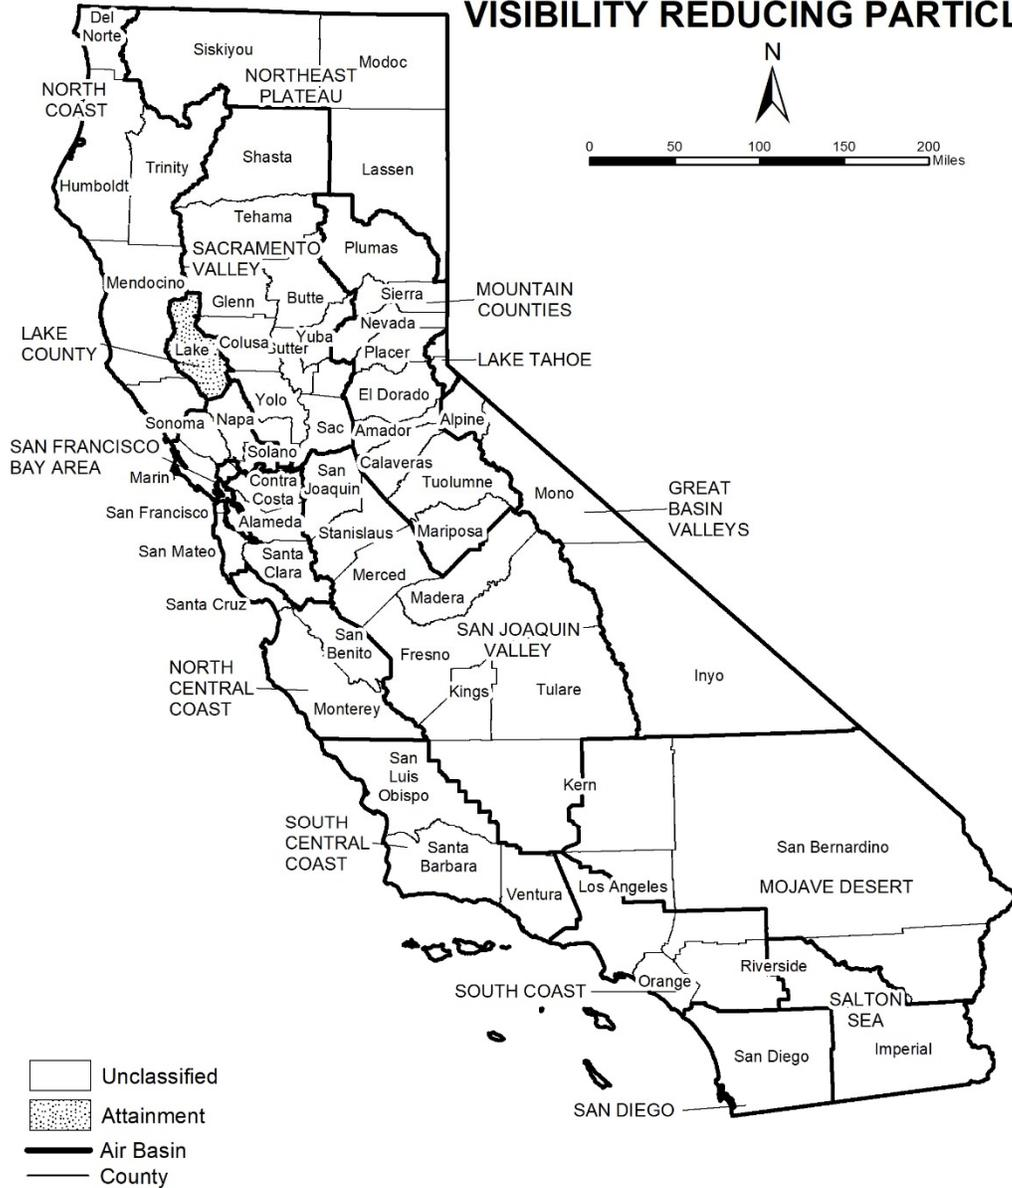 VISIBILITY REDUCING PARTICL
N
0 50 100 150 200
Miles
Del
Norte
Siskiyou
Modoc
NORTHEAST
PLATEAU
NORTH
COAST
Trinity
Shasta
Lassen
Humboldt
Tehama
SACRAMENTO
VALLEY
Plumas
Mendocino
Glenn
Butte
Sierra
MOUNTAIN
COUNTIES
Nevada
LAKE
COUNTY
Lake
Colusa
Sutter
Yuba
Placer
LAKE TAHOE
El Dorado
Yolo
Sonoma
Napa
Sac
Amador
Alpine
SAN FRANCISCO
BAY AREA
Solano
Calaveras
Marin
Contra
Costa
San
Joaquin
Tuolumne
Mono
GREAT
BASIN
VALLEYS
San Francisco
Alameda
Stanislaus
Mariposa
San Mateo
Santa
Clara
Merced
Santa Cruz
Madera
San
Benito
Fresno
SAN JOAQUIN
VALLEY
NORTH
CENTRAL
COAST
Monterey
Kings
Tulare
Inyo
San
Luis
Obispo
Kern
SOUTH
CENTRAL
COAST
Santa
Barbara
Ventura
Los Angeles
San Bernardino
MOJAVE DESERT
Orange
Riverside
SOUTH COAST
SALTON
SEA
San Diego
Imperial
SAN DIEGO
Unclassified
Attainment
Air Basin
County